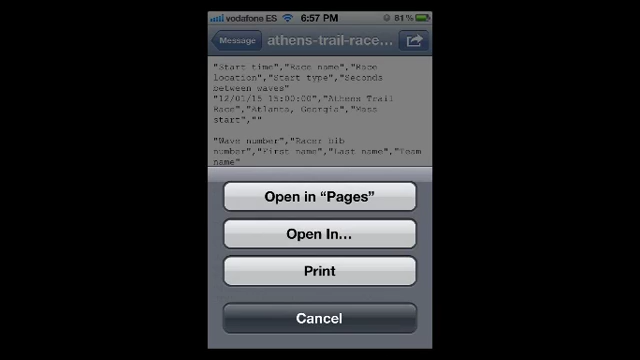 vodafone ES 6:57 PM 81%
Message athens-trail-race...
"Start time","Race name","Race
location","Start type","Seconds
between waves"
"12/01/15 15:00:00","Athens Trail
Race","Atlanta, Georgia","Mass
start",""
"Wave number","Racer bib
number","First name","Last name","Team
name"
Open in “Pages”
Open In...
Print
Cancel